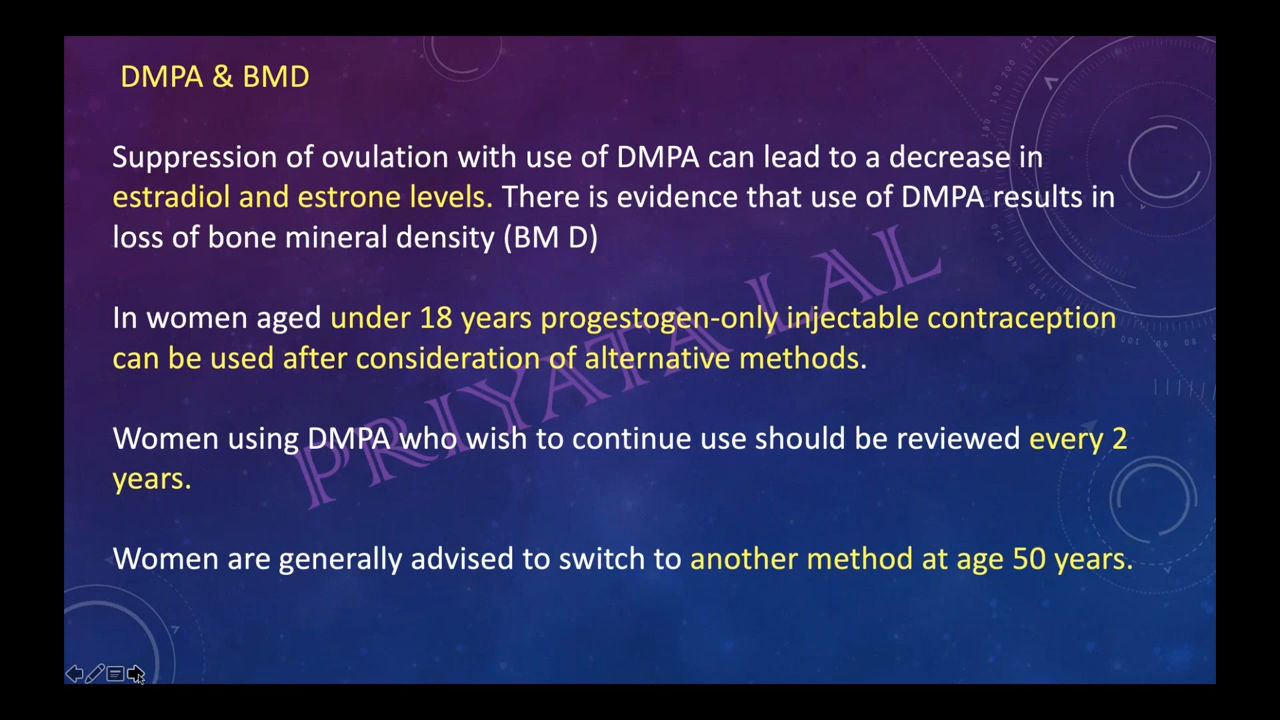 DMPA & BMD
Suppression of ovulation with use of DMPA can lead to a decrease in
estradiol and estrone levels. There is evidence that use of DMPA results in
loss of bone mineral density (BM D)
In women aged under 18 years progestogen-only injectable contraception
can be used after consideration of alternative methods.
Women using DMPA who wish to continue use should be reviewed every 2
years.
Women are generally advised to switch to another method at age 50 years.
PRIYATA LAL